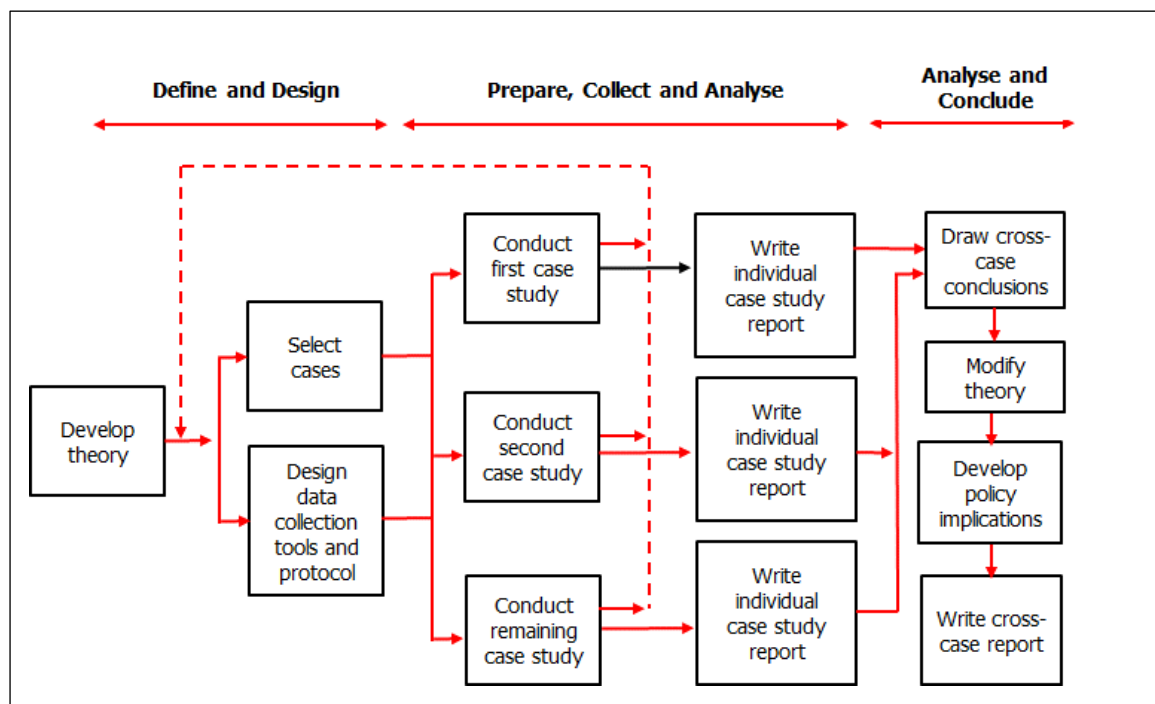 Define and Design
Prepare, Collect and Analyse
Analyse and
Conclude
Develop
theory
Select
cases
Design
data
collection
tools and
protocol
Conduct
first case
study
Conduct
second
case study
Conduct
remaining
case study
Write
individual
case study
report
Write
individual
case study
report
Write
individual
case study
report
Draw cross-
case
conclusions
Modify
theory
Develop
policy
implications
Write cross-
case report